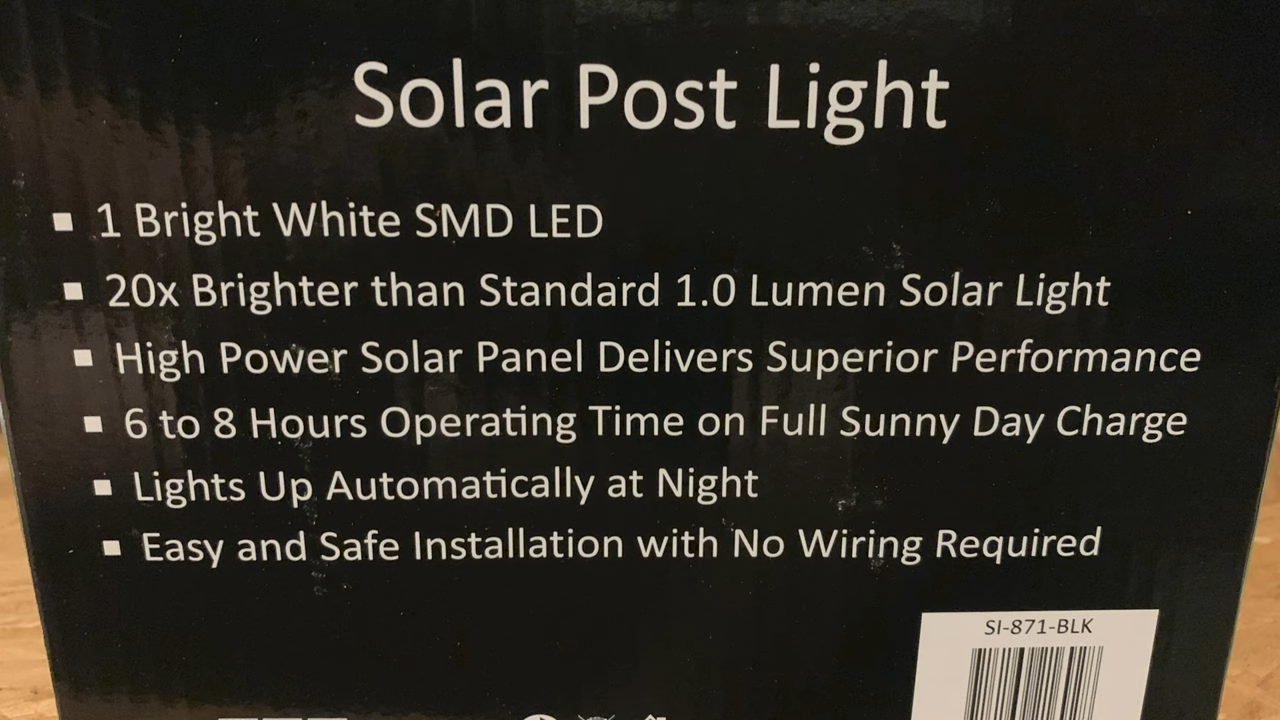 Solar Post Light
▪ 1 Bright White SMD LED
▪ 20x Brighter than Standard 1.0 Lumen Solar Light
▪ High Power Solar Panel Delivers Superior Performance
▪ 6 to 8 Hours Operating Time on Full Sunny Day Charge
▪ Lights Up Automatically at Night
▪ Easy and Safe Installation with No Wiring Required
SI-871-BLK